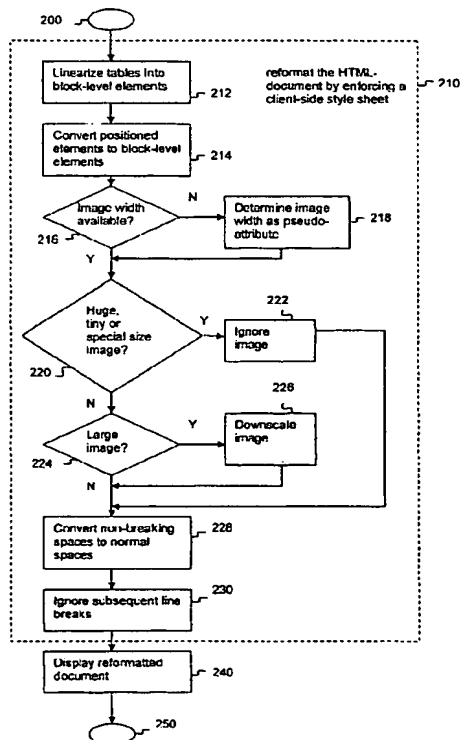 200
Linearize tables into
block-level elements
212
reformat the HTML-
document by enforcing a
client-side style sheet
210
Convert positioned
elements to block-level
elements
214
Image width
available?
216
N
Y
Determine image
width as pseudo-
attribute
218
Huge,
tiny or
special size
image?
220
Y
N
222
Ignore
image
Large
image?
224
Y
N
226
Downscale
image
Convert non-breaking
spaces to normal
spaces
228
Ignore subsequent line
breaks
230
Display reformatted
document
240
250